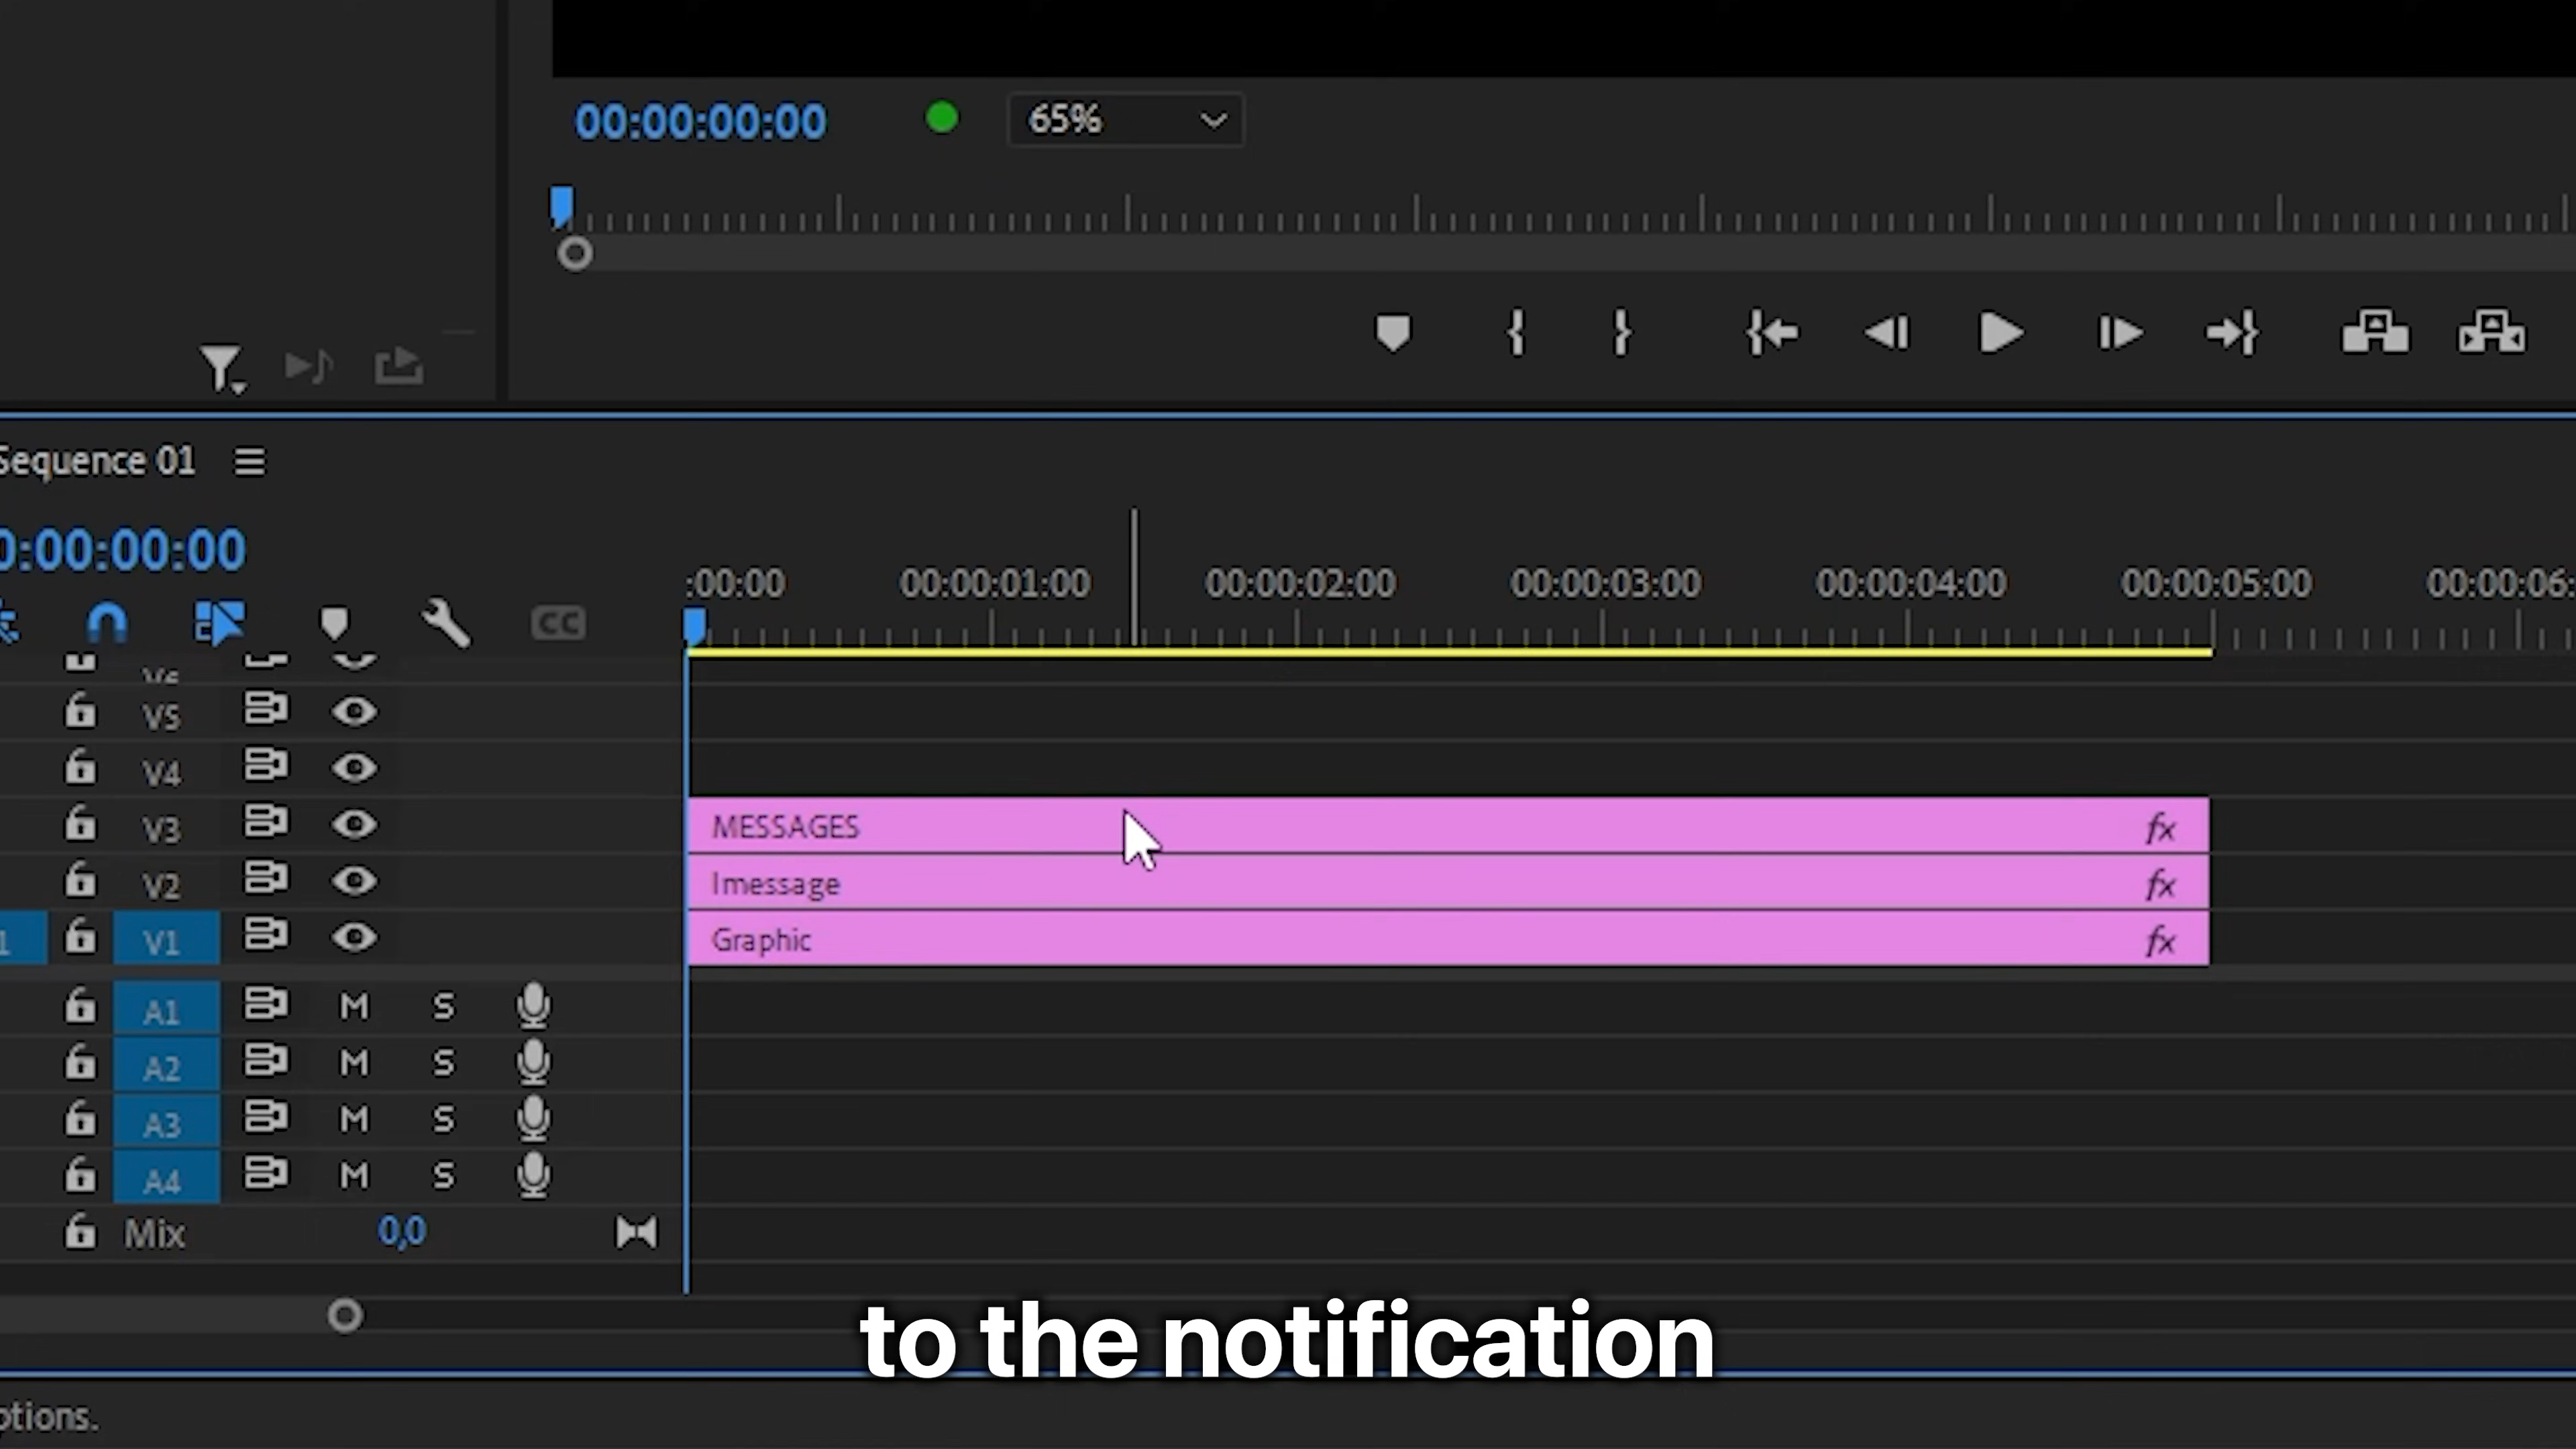 00:00:00:00
65%
Sequence 01
0:00:00:00
:00:00
00:00:01:00
00:00:02:00
00:00:03:00
00:00:04:00
00:00:05:00
00:00:06:
CC
V5
V4
V3
MESSAGES
fx
V2
Imessage
fx
1
V1
Graphic
fx
A1
M
S
A2
M
S
A3
M
S
A4
M
S
Mix
0,0
to the notification
ptions.